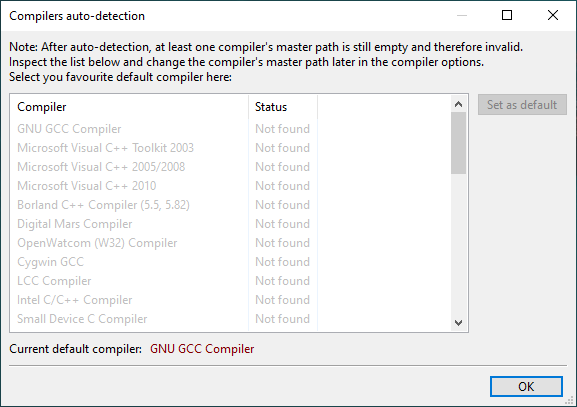 Compilers auto-detection
Note: After auto-detection, at least one compiler's master path is still empty and therefore invalid.
Inspect the list below and change the compiler's master path later in the compiler options.
Select you favourite default compiler here:
Compiler Status
Set as default
GNU GCC Compiler Not found
Microsoft Visual C++ Toolkit 2003 Not found
Microsoft Visual C++ 2005/2008 Not found
Microsoft Visual C++ 2010 Not found
Borland C++ Compiler (5.5, 5.82) Not found
Digital Mars Compiler Not found
OpenWatcom (W32) Compiler Not found
Cygwin GCC Not found
LCC Compiler Not found
Intel C/C++ Compiler Not found
Small Device C Compiler Not found
Current default compiler: GNU GCC Compiler
OK